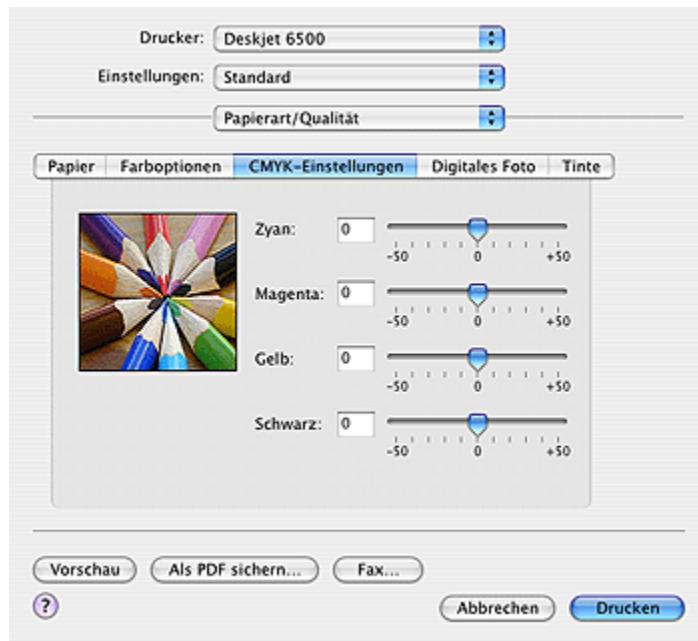 Drucker: Deskjet 6500
Einstellungen: Standard
Papierart/Qualität
Papier Farboptionen CMYK-Einstellungen Digitales Foto Tinte
Zyan: 0
-50 0 +50
Magenta: 0
-50 0 +50
Gelb: 0
-50 0 +50
Schwarz: 0
-50 0 +50
Vorschau Als PDF sichern... Fax...
? Abbrechen Drucken